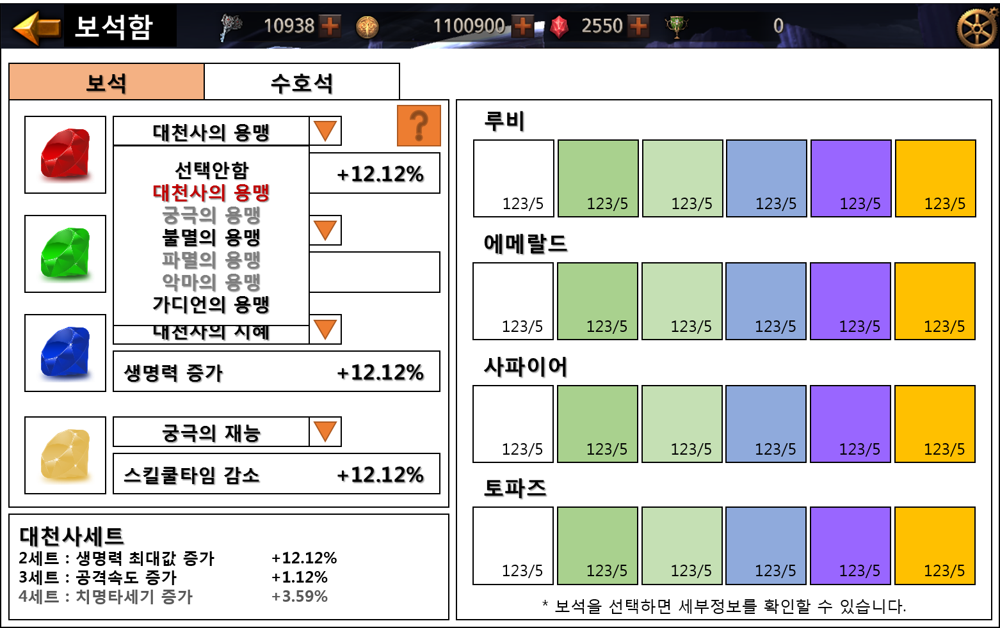 보석함
10938
1100900
2550
0
보석
수호석
대천사의 용맹
선택안함
+12.12%
대천사의 용맹
궁극의 용맹
불멸의 용맹
파멸의 용맹
악마의 용맹
가디언의 용맹
대천사의 지혜
생명력 증가 +12.12%
궁극의 재능
스킬쿨타임 감소 +12.12%
대천사세트
2세트 : 생명력 최대값 증가 +12.12%
3세트 : 공격속도 증가 +1.12%
4세트 : 치명타세기 증가 +3.59%
?
루비
123/5 123/5 123/5 123/5 123/5 123/5
에메랄드
123/5 123/5 123/5 123/5 123/5 123/5
사파이어
123/5 123/5 123/5 123/5 123/5 123/5
토파즈
123/5 123/5 123/5 123/5 123/5 123/5
* 보석을 선택하면 세부정보를 확인할 수 있습니다.